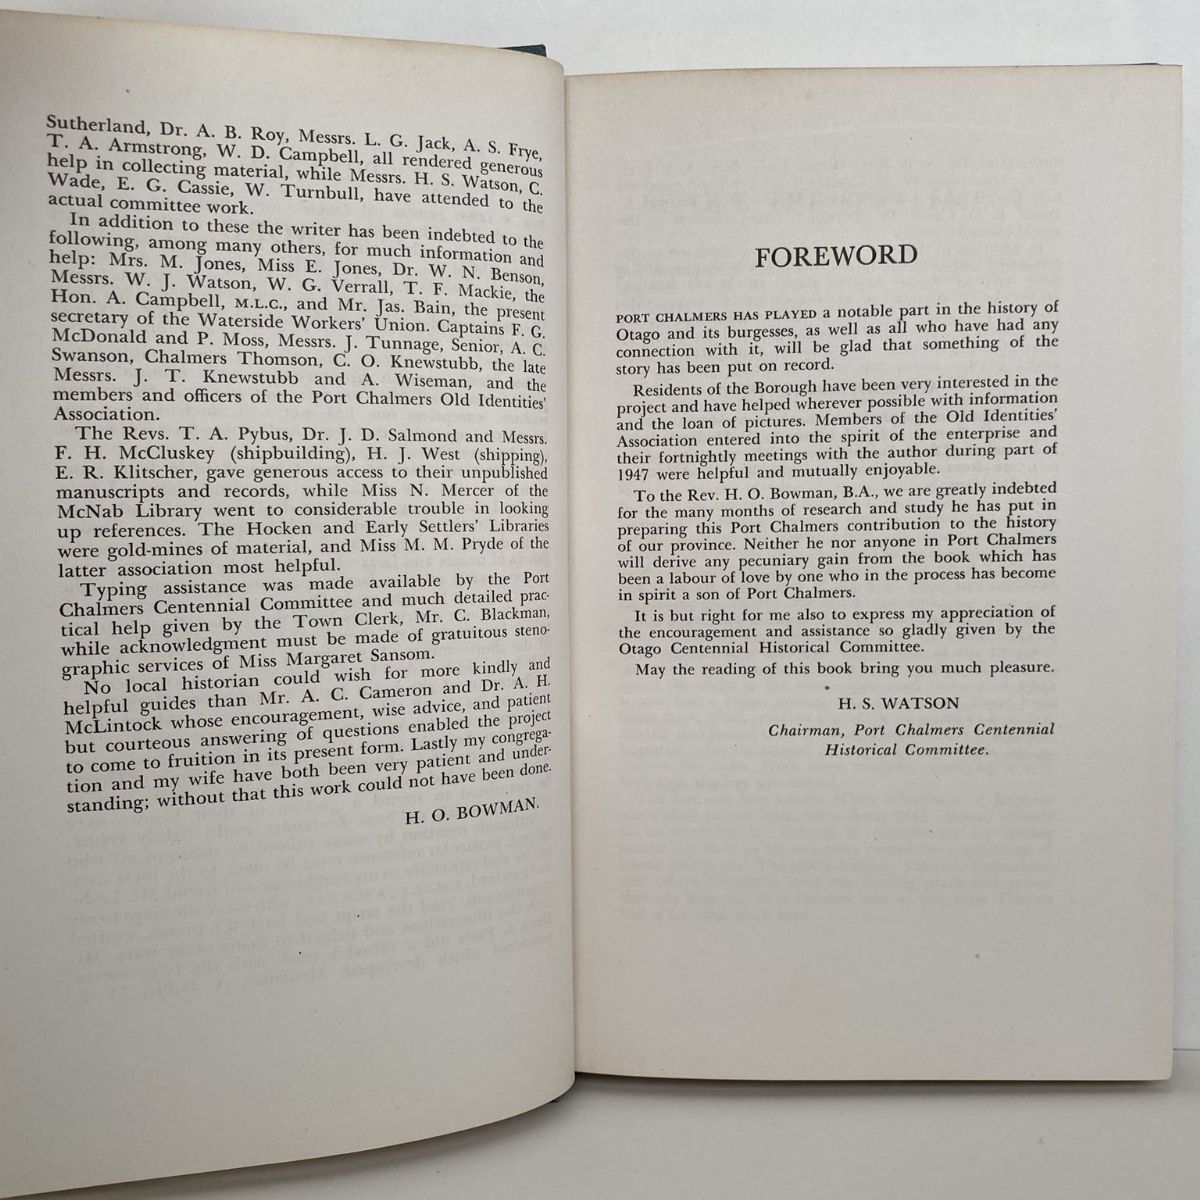 Sutherland, Dr. A. B. Roy, Messrs. L. G. Jack, A. S. Frye,
T. A. Armstrong, W. D. Campbell, all rendered generous
help in collecting material, while Messrs. H. S. Watson, C.
Wade, E. G. Cassie, W. Turnbull, have attended to the
actual committee work.
In addition to these the writer has been indebted to the
following, among many others, for much information and
help: Mrs. M. Jones, Miss E. Jones, Dr. W. N. Benson,
Messrs. W. J. Watson, W. G. Verrall, T. F. Mackie, the
Hon. A. Campbell, M.L.C., and Mr. Jas. Bain, the present
secretary of the Waterside Workers' Union. Captains F. G.
McDonald and P. Moss, Messrs. J. Tunnage, Senior, A. C.
Swanson, Chalmers Thomson, C. O. Knewstubb, the late
Messrs. J. T. Knewstubb and A. Wiseman, and the
members and officers of the Port Chalmers Old Identities'
Association.
The Revs. T. A. Pybus, Dr. J. D. Salmond and Messrs.
F. H. McCluskey (shipbuilding), H. J. West (shipping),
E. R. Klitscher, gave generous access to their unpublished
manuscripts and records, while Miss N. Mercer of the
McNab Library went to considerable trouble in looking
up references. The Hocken and Early Settlers' Libraries
were gold-mines of material, and Miss M. M. Pryde of the
latter association most helpful.
Typing assistance was made available by the Port
Chalmers Centennial Committee and much detailed prac-
tical help given by the Town Clerk, Mr. C. Blackman,
while acknowledgment must be made of gratuitous steno-
graphic services of Miss Margaret Sansom.
No local historian could wish for more kindly and
helpful guides than Mr. A. C. Cameron and Dr. A. H.
McLintock whose encouragement, wise advice, and patient
but courteous answering of questions enabled the project
to come to fruition in its present form. Lastly my congrega-
tion and my wife have both been very patient and under-
standing; without that this work could not have been done.
H. O. BOWMAN.
FOREWORD
PORT CHALMERS HAS PLAYED a notable part in the history of
Otago and its burgesses, as well as all who have had any
connection with it, will be glad that something of the
story has been put on record.
Residents of the Borough have been very interested in the
project and have helped wherever possible with information
and the loan of pictures. Members of the Old Identities'
Association entered into the spirit of the enterprise and
their fortnightly meetings with the author during part of
1947 were helpful and mutually enjoyable.
To the Rev. H. O. Bowman, B.A., we are greatly indebted
for the many months of research and study he has put in
preparing this Port Chalmers contribution to the history
of our province. Neither he nor anyone in Port Chalmers
will derive any pecuniary gain from the book which has
been a labour of love by one who in the process has become
in spirit a son of Port Chalmers.
It is but right for me also to express my appreciation of
the encouragement and assistance so gladly given by the
Otago Centennial Historical Committee.
May the reading of this book bring you much pleasure.
H. S. WATSON
Chairman, Port Chalmers Centennial
Historical Committee.